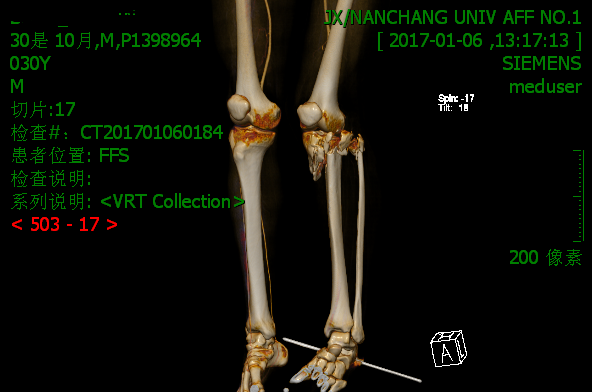 JX/NANCHANG UNIV AFF NO.1
30是 10月,M,P1398964
[ 2017-01-06 ,13:17:13 ]
030Y
SIEMENS
M
meduser
切片:17
Spin: -17
Tilt: 18
检查#: CT201701060184
患者位置: FFS
检查说明:
系列说明: <VRT Collection>
< 503 - 17 >
200 像素
A